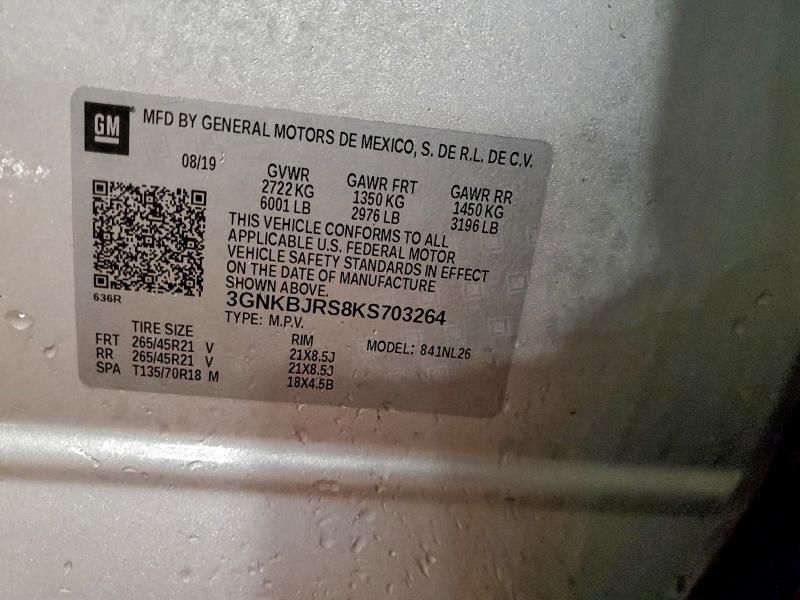 GM MFD BY GENERAL MOTORS DE MEXICO, S. DE R.L. DE C.V.
08/19
GVWR GAWR FRT GAWR RR
2722 KG 1350 KG 1450 KG
6001 LB 2976 LB 3196 LB
THIS VEHICLE CONFORMS TO ALL
APPLICABLE U.S. FEDERAL MOTOR
VEHICLE SAFETY STANDARDS IN EFFECT
ON THE DATE OF MANUFACTURE
SHOWN ABOVE.
636R
3GNKBJRS8KS703264
TYPE: M.P.V. MODEL: 841NL26
TIRE SIZE RIM
FRT 265/45R21 V 21X8.5J
RR 265/45R21 V 21X8.5J
SPA T135/70R18 M 18X4.5B